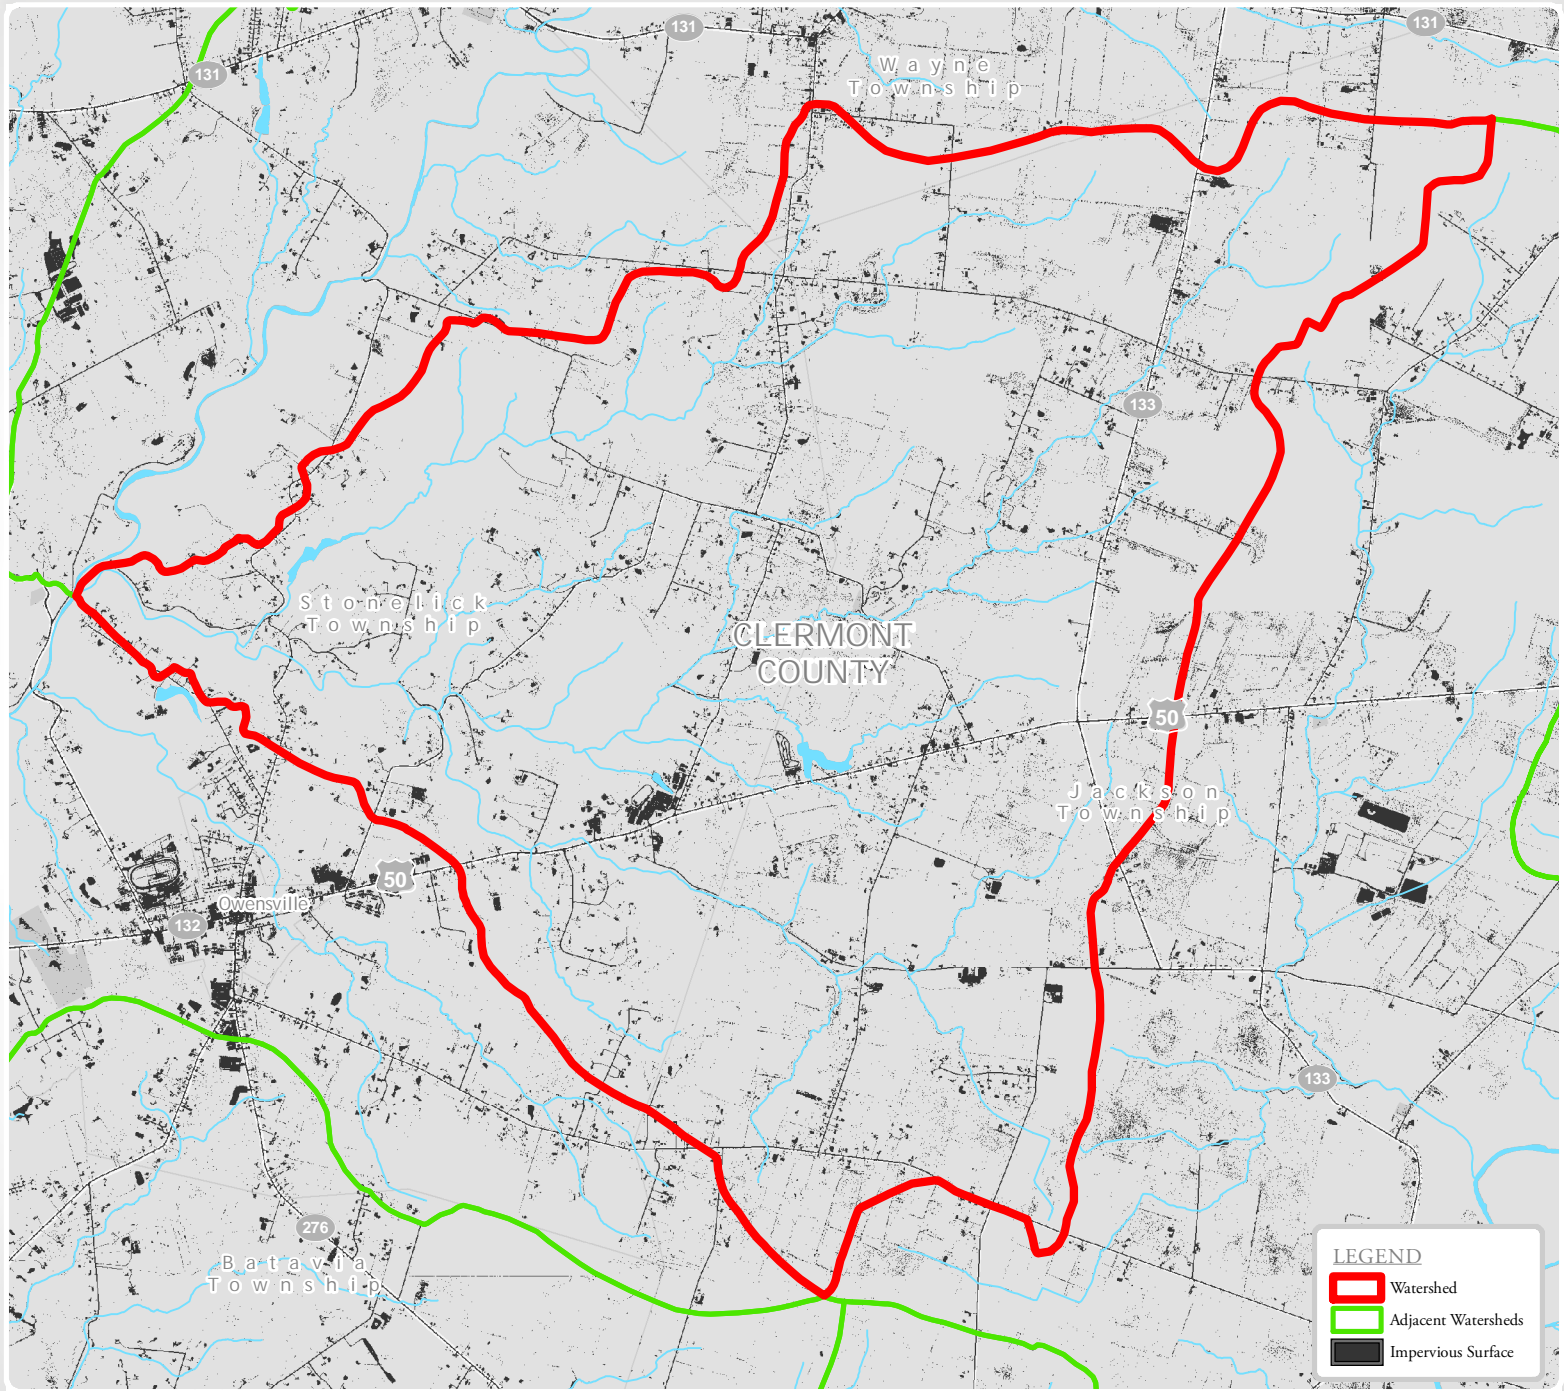 131
131
131
Wayne
Township
133
Stonelick
Township
CLERMONT
COUNTY
50
Jackson
Township
50
Owensville
132
133
276
Batavia
Township
LEGEND
Watershed
Adjacent Watersheds
Impervious Surface